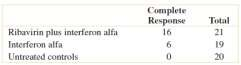 Complete
Response Total
Ribavirin plus interferon alfa 16 21
Interferon alfa 6 19
Untreated controls 0 20